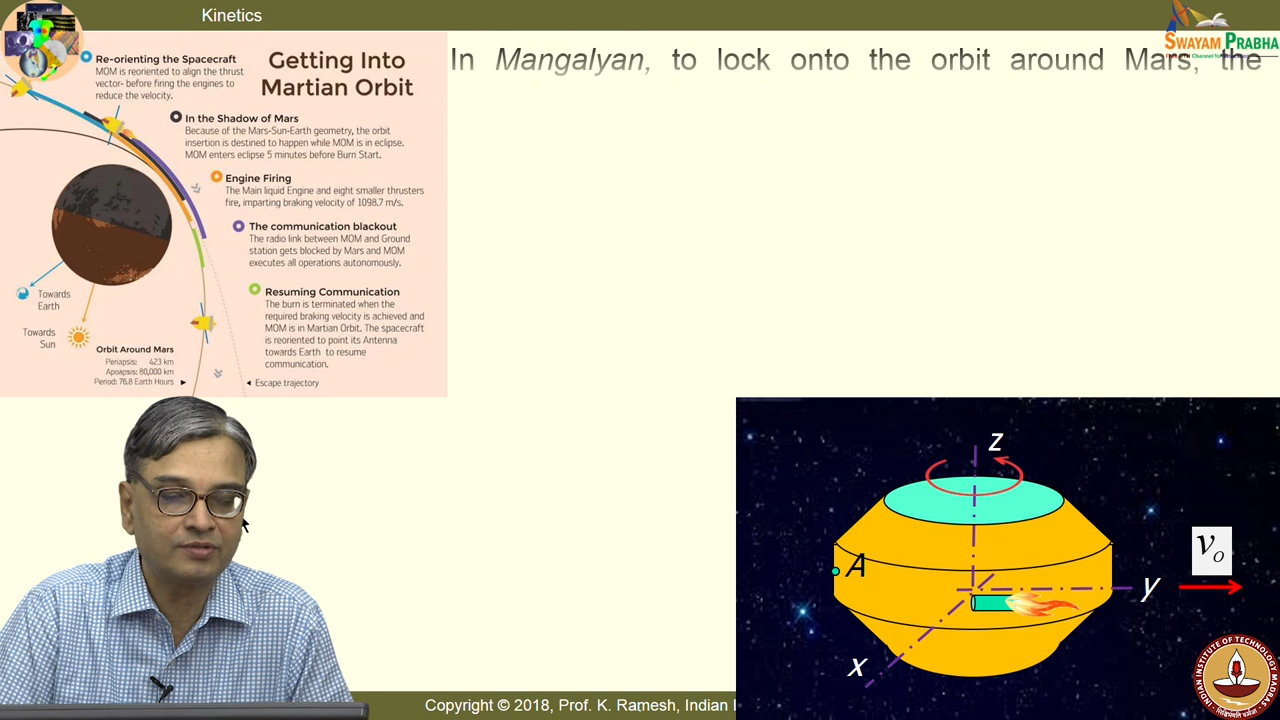 Kinetics
SWAYAM PRABHA
In Mangalyan, to lock onto the orbit around Mars, the
Getting Into
Martian Orbit
Re-orienting the Spacecraft
MOM is reoriented to align the thrust
vector- before firing the engines to
reduce the velocity.
In the Shadow of Mars
Because of the Mars-Sun-Earth geometry, the orbit
insertion is destined to happen while MOM is in eclipse.
MOM enters eclipse 5 minutes before Burn Start.
Engine Firing
The Main liquid Engine and eight smaller thrusters
fire, imparting braking velocity of 1098.7 m/s.
The communication blackout
The radio link between MOM and Ground
station gets blocked by Mars and MOM
executes all operations autonomously.
Resuming Communication
The burn is terminated when the
required braking velocity is achieved and
MOM is in Martian Orbit. The spacecraft
is reoriented to point its Antenna
towards Earth to resume
communication.
Towards
Earth
Towards
Sun
Orbit Around Mars
Periapsis: 423 km
Apoapsis: 80,000 km
Period: 76.8 Earth Hours
Escape trajectory
z
A
y
x
vo
Copyright © 2018, Prof. K. Ramesh, Indian
INDIAN INSTITUTE OF TECHNOLOGY MADRAS